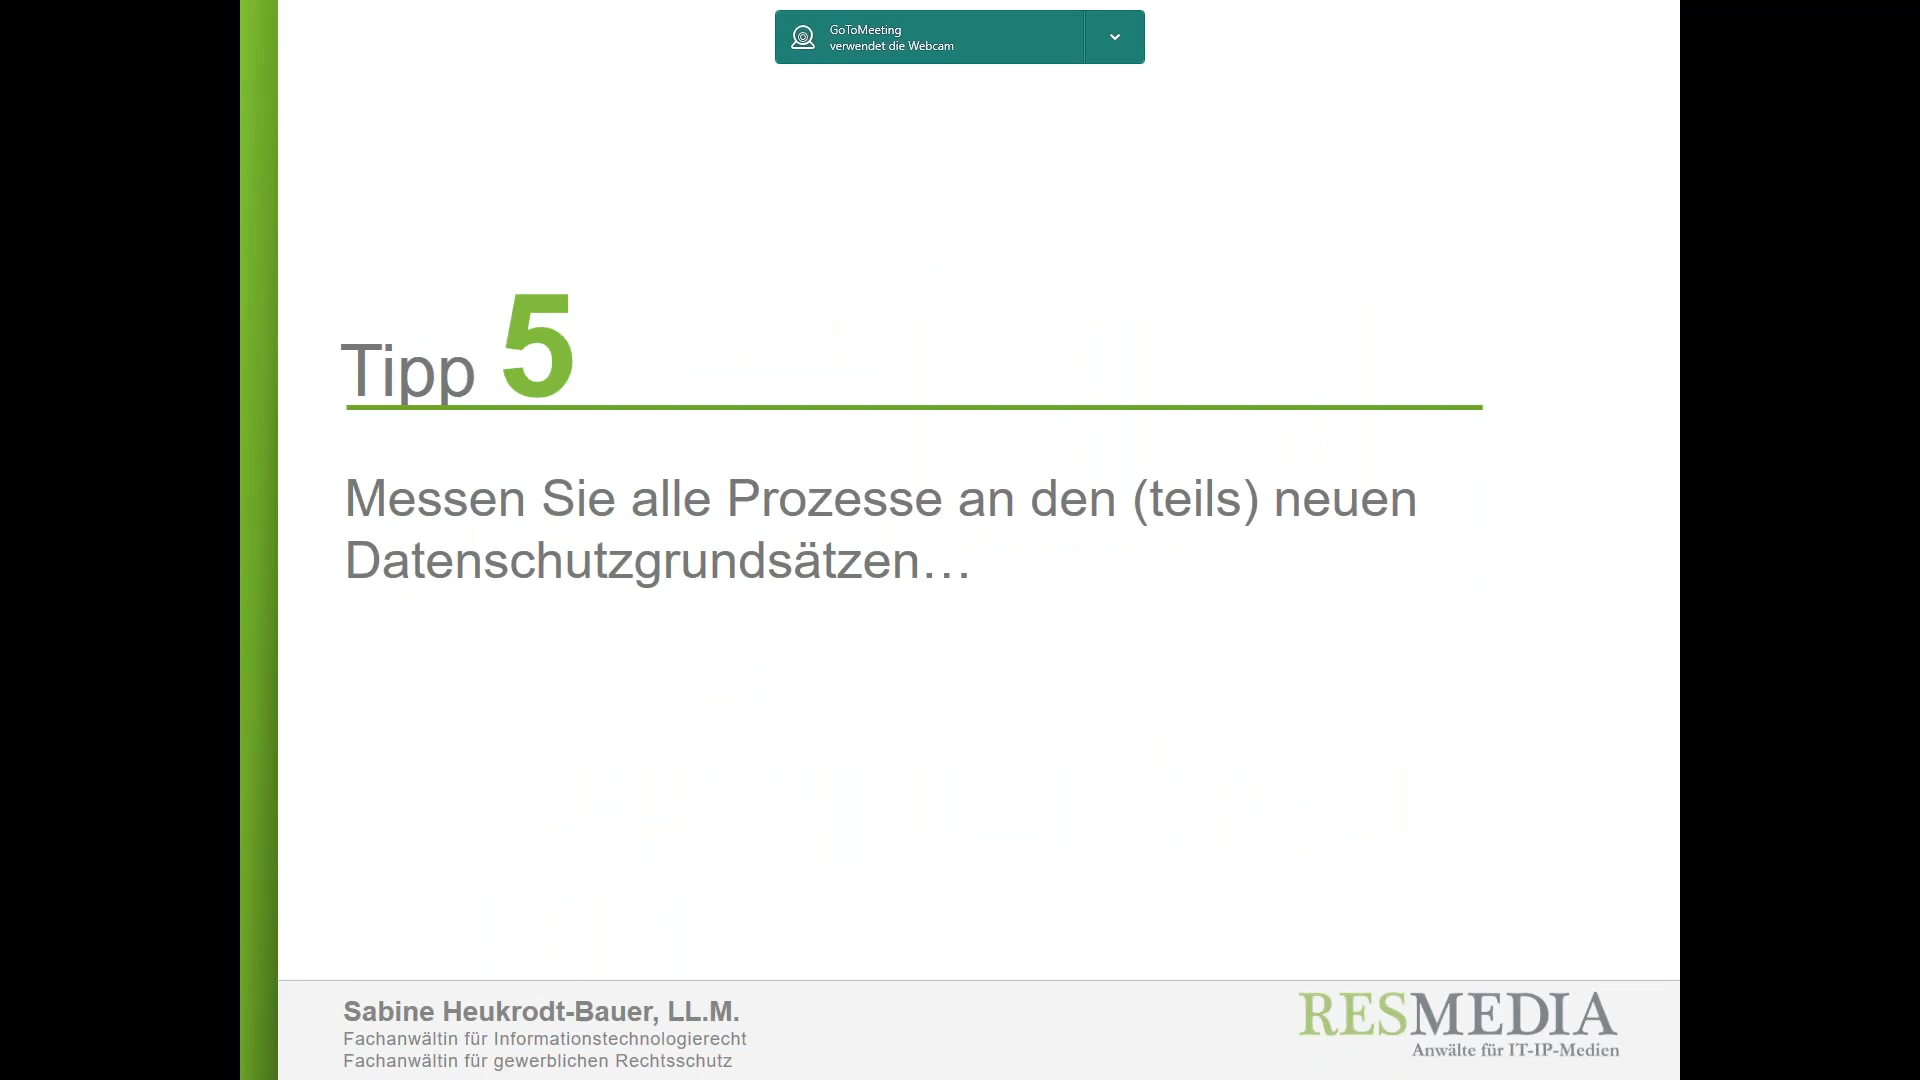 GoToMeeting
verwendet die Webcam
Tipp 5
Messen Sie alle Prozesse an den (teils) neuen
Datenschutzgrundsätzen…
Sabine Heukrodt-Bauer, LL.M.
Fachanwältin für Informationstechnologierecht
Fachanwältin für gewerblichen Rechtsschutz
RESMEDIA
Anwälte für IT-IP-Medien